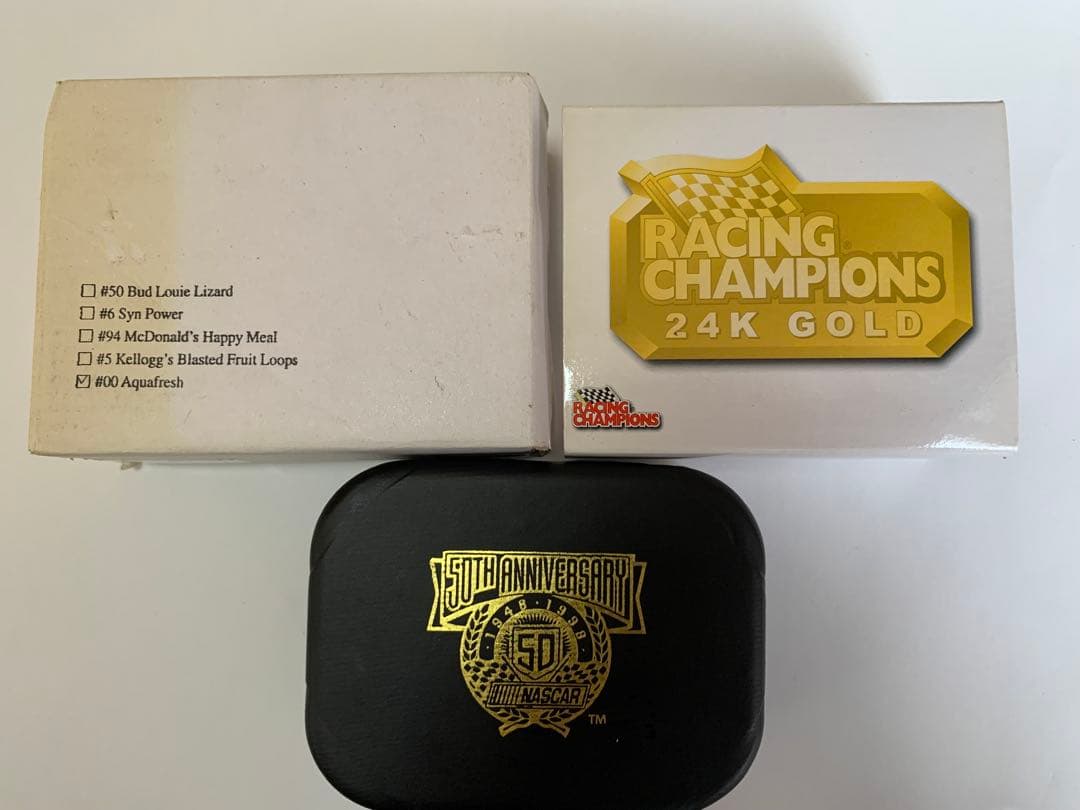 #50 Bud Louie Lizard
#6 Syn Power
#94 McDonald's Happy Meal
#5 Kellogg's Blasted Fruit Loops
#00 Aquafresh
RACING
CHAMPIONS
24K GOLD
RACING
CHAMPIONS
50TH ANNIVERSARY
1948 · 1998
50
NASCAR
TM